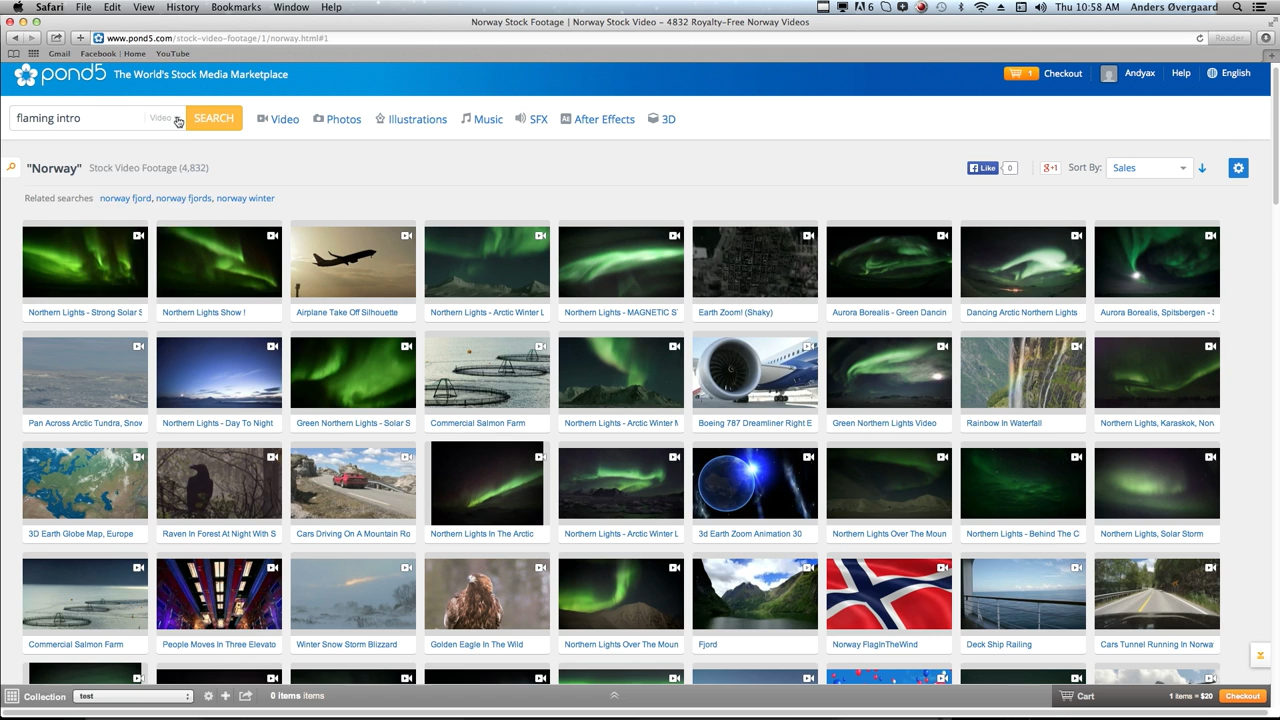 Safari File Edit View History Bookmarks Window Help
6
Thu 10:58 AM Anders Øvergaard
Norway Stock Footage | Norway Stock Video - 4832 Royalty-Free Norway Videos
www.pond5.com/stock-video-footage/1/norway.html#1
Reader
Gmail Facebook | Home YouTube
pond5 The World's Stock Media Marketplace
1 Checkout Andyax Help English
flaming intro Video SEARCH Video Photos Illustrations Music SFX After Effects 3D
"Norway" Stock Video Footage (4,832)
Like 0 g+1 Sort By: Sales
Related searches norway fjord, norway fjords, norway winter
Northern Lights - Strong Solar S Northern Lights Show ! Airplane Take Off Silhouette Northern Lights - Arctic Winter L Northern Lights - MAGNETIC S Earth Zoom! (Shaky) Aurora Borealis - Green Dancin Dancing Arctic Northern Lights Aurora Borealis, Spitsbergen -
Pan Across Arctic Tundra, Snow Northern Lights - Day To Night Green Northern Lights - Solar S Commercial Salmon Farm Northern Lights - Arctic Winter M Boeing 787 Dreamliner Right E Green Northern Lights Video Rainbow In Waterfall Northern Lights, Karaskok, Nor
3D Earth Globe Map, Europe Raven In Forest At Night With S Cars Driving On A Mountain Ro Northern Lights In The Arctic Northern Lights - Arctic Winter L 3d Earth Zoom Animation 30 Northern Lights Over The Moun Northern Lights - Behind The C Northern Lights, Solar Storm
Commercial Salmon Farm People Moves In Three Elevato Winter Snow Storm Blizzard Golden Eagle In The Wild Northern Lights Over The Moun Fjord Norway FlagInTheWind Deck Ship Railing Cars Tunnel Running In Norwa
Collection test 0 Items items Cart 1 items = $20 Checkout